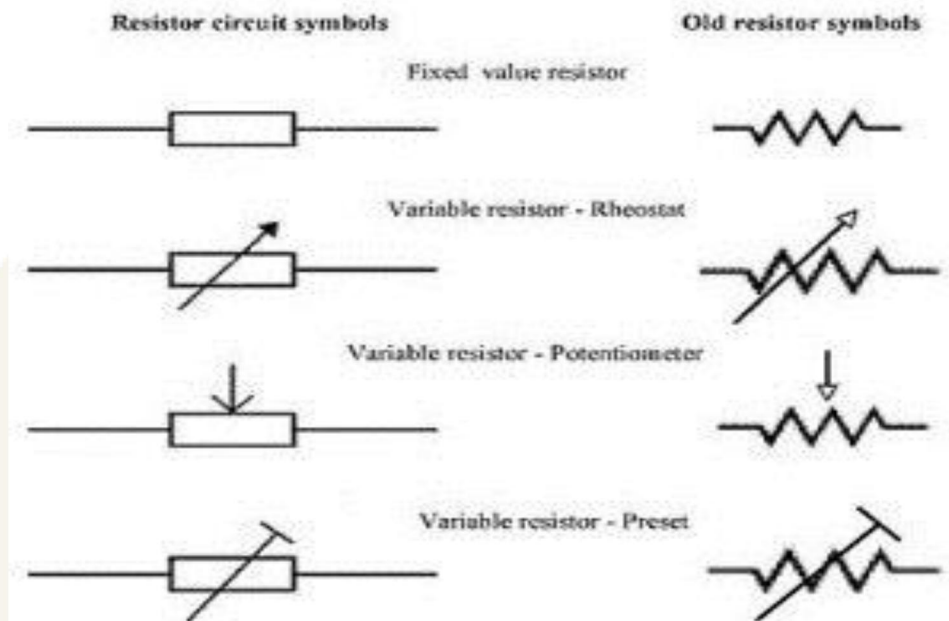 Resistor circuit symbols
Old resistor symbols
Fixed value resistor
Variable resistor - Rheostat
Variable resistor - Potentiometer
Variable resistor - Preset